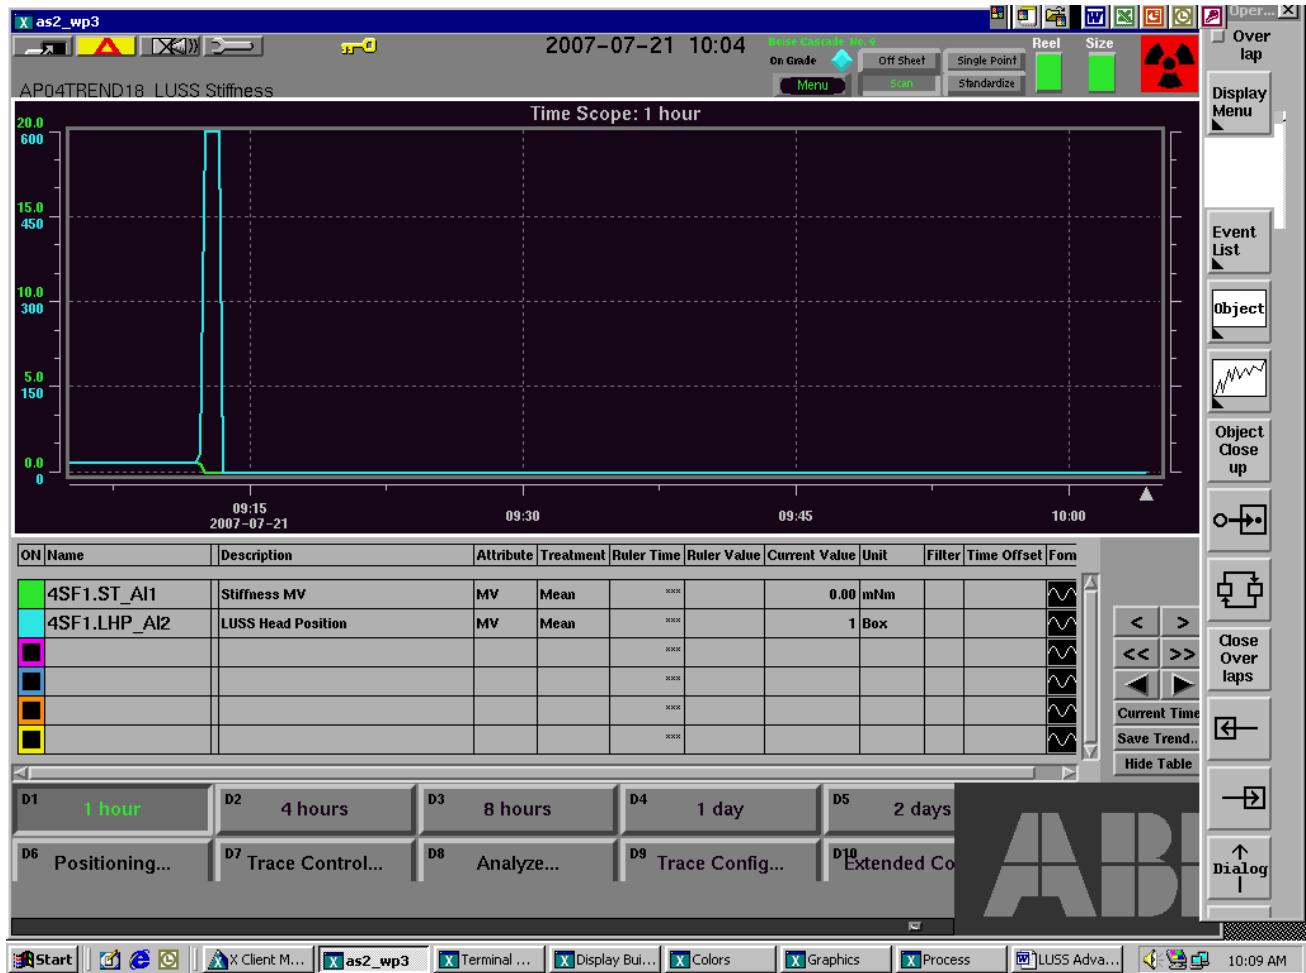 X as2_wp3
Oper...
2007-07-21 10:04
Boise Cascade No. 4
On Grade
Menu
Off Sheet
Single Point
Scan
Standardize
Reel
Size
Over
lap
AP04TREND18 LUSS Stiffness
Display
Menu
Time Scope: 1 hour
20.0
600
15.0
450
10.0
300
5.0
150
0.0
0
09:15
2007-07-21
09:30
09:45
10:00
Event
List
Object
Object
Close
up
Close
Over
laps
Dialog
ON Name Description Attribute Treatment Ruler Time Ruler Value Current Value Unit Filter Time Offset Forn
4SF1.ST_AI1 Stiffness MV MV Mean *** 0.00 mNm
4SF1.LHP_AI2 LUSS Head Position MV Mean *** 1 Box
***
***
***
***
< >
<< >>
Current Time
Save Trend..
Hide Table
D1 1 hour
D2 4 hours
D3 8 hours
D4 1 day
D5 2 days
D6 Positioning...
D7 Trace Control...
D8 Analyze...
D9 Trace Config...
D10 Extended Co
ABB
Start
X Client M...
as2_wp3
Terminal ...
Display Bui...
Colors
Graphics
Process
LUSS Adva...
10:09 AM